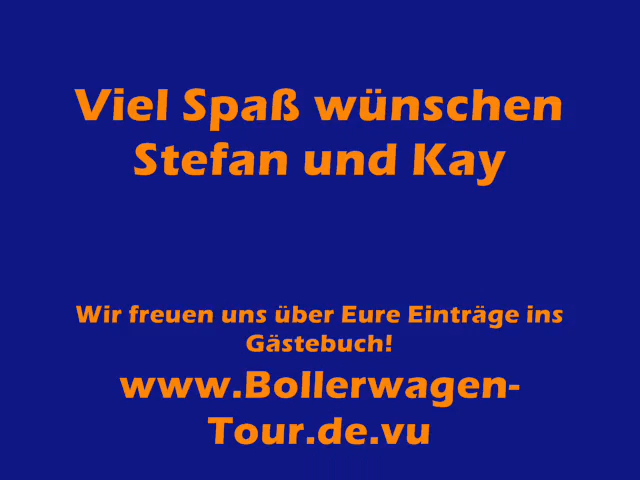 Viel Spaß wünschen
Stefan und Kay
Wir freuen uns über Eure Einträge ins
Gästebuch!
www.Bollerwagen-
Tour.de.vu